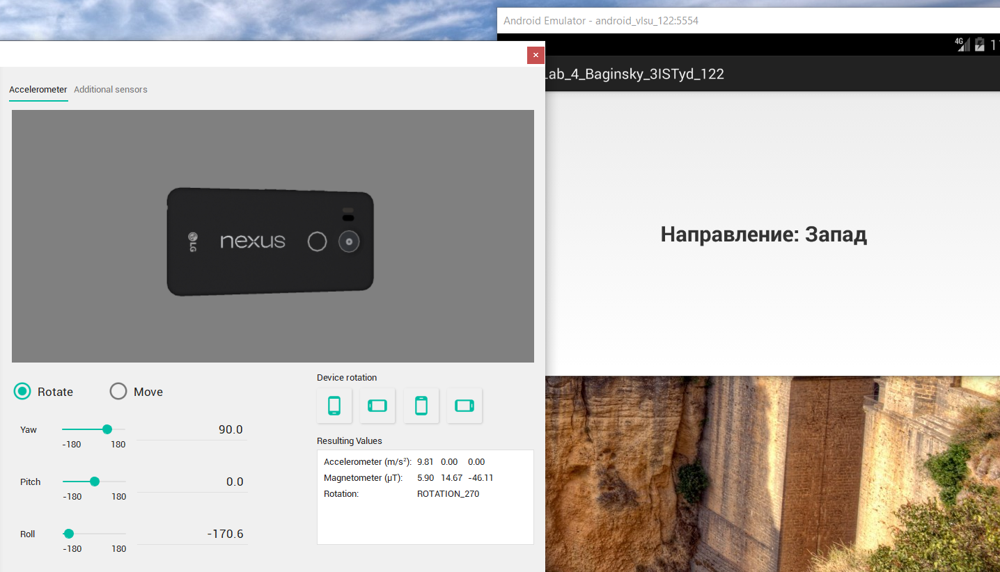 Android Emulator - android_vlsu_122:5554
4G
Lab_4_Baginsky_3ISTyd_122
Accelerometer Additional sensors
LG nexus
Направление: Запад
Rotate Move
Yaw 90.0
-180 180
Pitch 0.0
-180 180
Roll -170.6
-180 180
Device rotation
Resulting Values
Accelerometer (m/s²): 9.81 0.00 0.00
Magnetometer (μT): 5.90 14.67 -46.11
Rotation: ROTATION_270